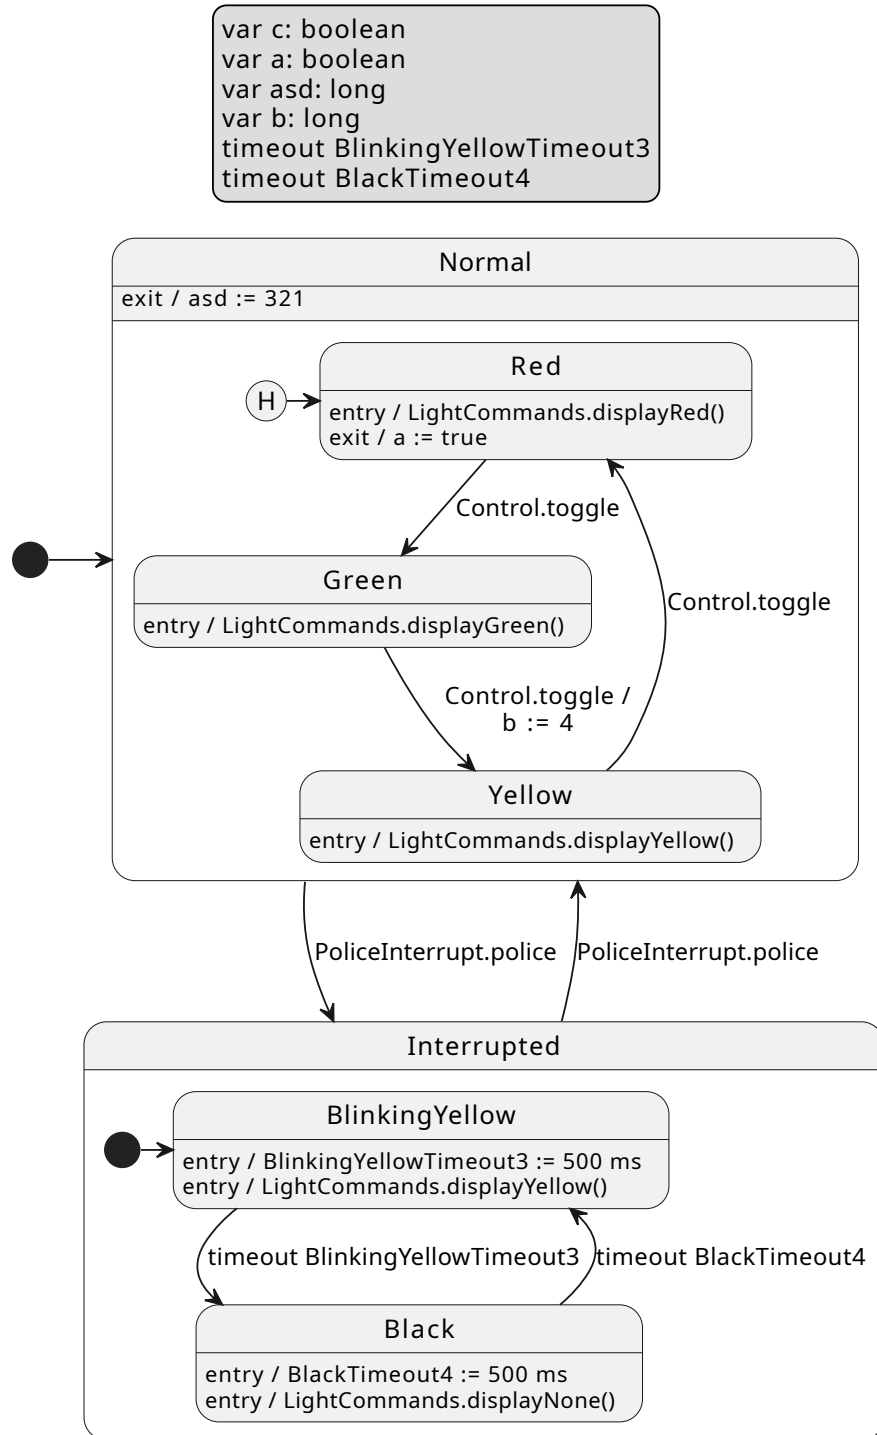 var c: boolean
var a: boolean
var asd: long
var b: long
timeout BlinkingYellowTimeout3
timeout BlackTimeout4
Normal
exit / asd := 321
Red
H
entry / LightCommands.displayRed()
exit / a := true
Control.toggle
Green
entry / LightCommands.displayGreen()
Control.toggle
Control.toggle /
b := 4
Yellow
entry / LightCommands.displayYellow()
PoliceInterrupt.police
PoliceInterrupt.police
Interrupted
BlinkingYellow
entry / BlinkingYellowTimeout3 := 500 ms
entry / LightCommands.displayYellow()
timeout BlinkingYellowTimeout3
timeout BlackTimeout4
Black
entry / BlackTimeout4 := 500 ms
entry / LightCommands.displayNone()